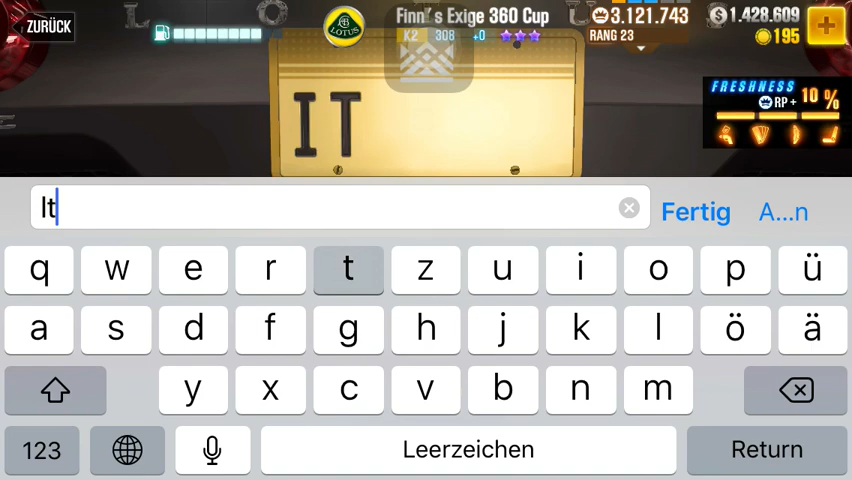 ZURÜCK
L O U
LOTUS
Finn's Exige 360 Cup
K2 308 +0
3.121.743
RANG 23
$ 1.428.609
195
FRESHNESS
RP + 10 %
IT
It
Fertig A...n
q w e r t z u i o p ü
a s d f g h j k l ö ä
y x c v b n m
123 Leerzeichen Return